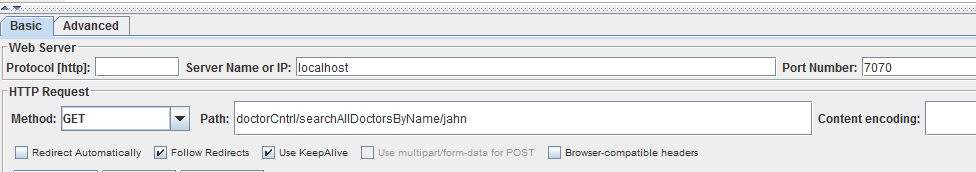 Basic Advanced
Web Server
Protocol [http]: Server Name or IP: localhost Port Number: 7070
HTTP Request
Method: GET Path: doctorCntrl/searchAllDoctorsByName/jahn Content encoding:
Redirect Automatically Follow Redirects Use KeepAlive Use multipart/form-data for POST Browser-compatible headers